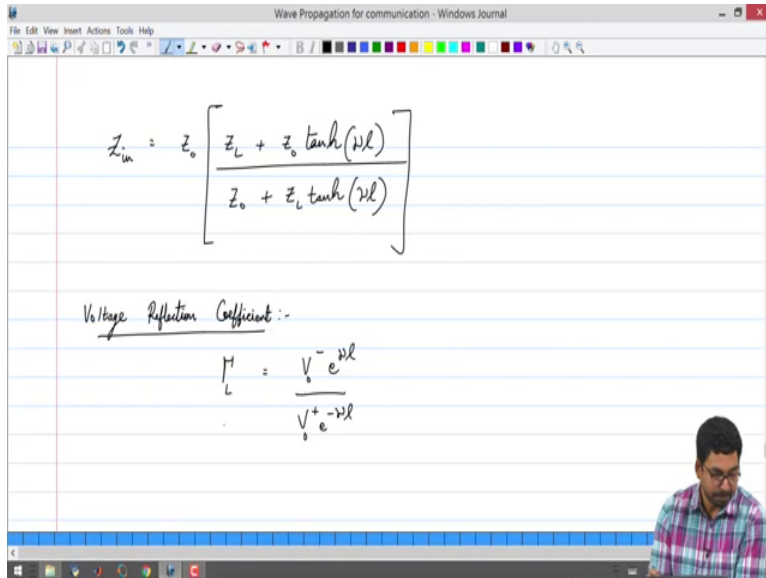 Wave Propagation for communication - Windows Journal
File Edit View Insert Actions Tools Help
B I
Z_in = Z_0 [ (Z_L + Z_0 tanh(γl)) / (Z_0 + Z_L tanh(γl)) ]
Voltage Reflection Coefficient :-
Γ_L = V_0^- e^{γl} / V_0^+ e^{-γl}